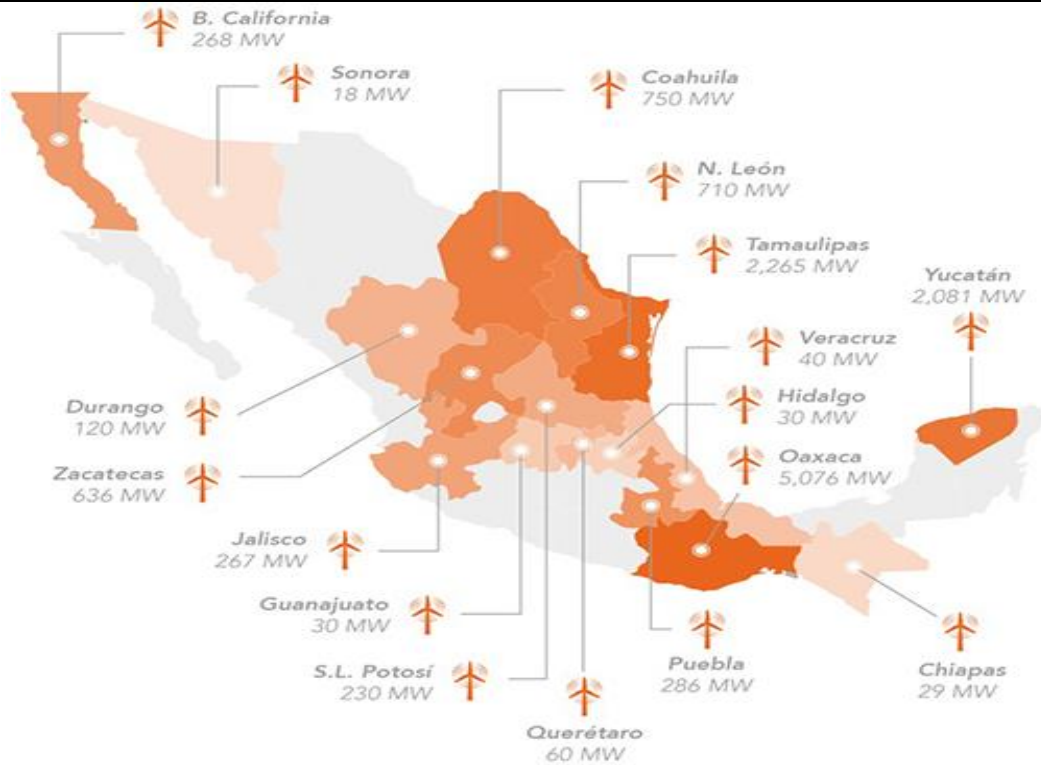 B. California
268 MW
Sonora
18 MW
Coahuila
750 MW
N. León
710 MW
Tamaulipas
2,265 MW
Yucatán
2,081 MW
Veracruz
40 MW
Hidalgo
30 MW
Durango
120 MW
Oaxaca
5,076 MW
Zacatecas
636 MW
Jalisco
267 MW
Guanajuato
30 MW
S.L. Potosí
230 MW
Puebla
286 MW
Chiapas
29 MW
Querétaro
60 MW